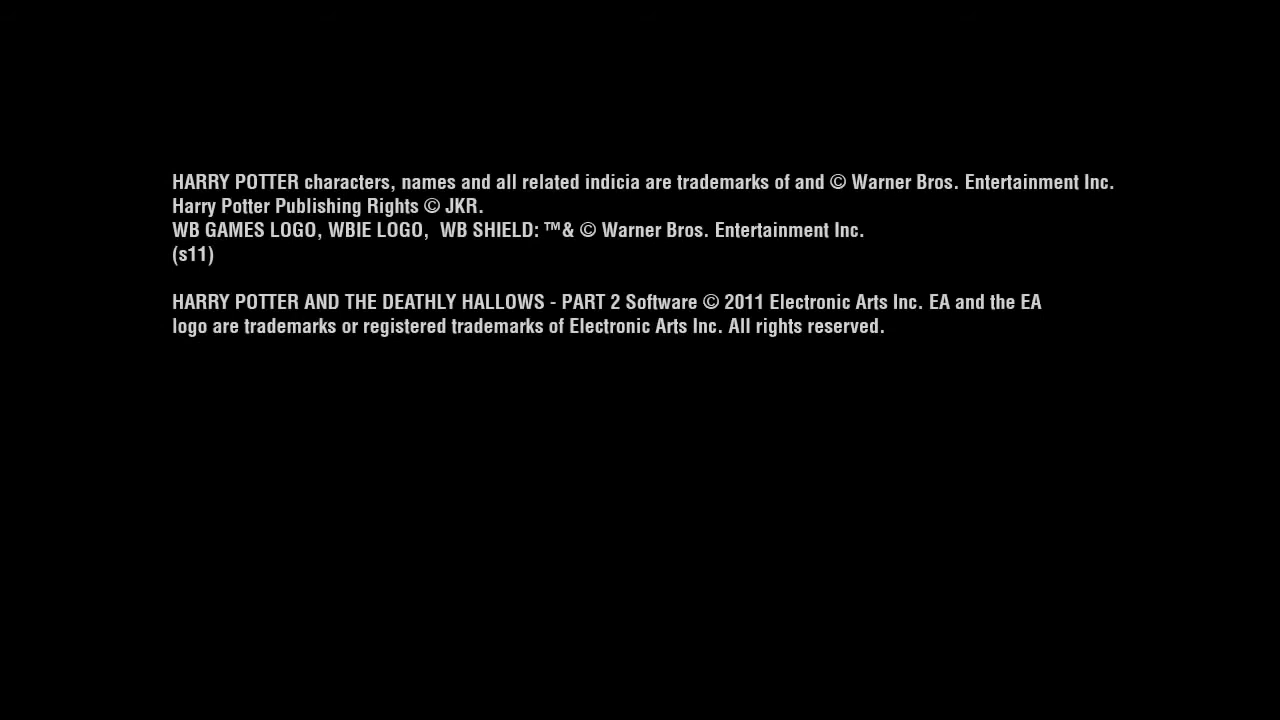 HARRY POTTER characters, names and all related indicia are trademarks of and © Warner Bros. Entertainment Inc.
Harry Potter Publishing Rights © JKR.
WB GAMES LOGO, WBIE LOGO,  WB SHIELD: ™& © Warner Bros. Entertainment Inc.
(s11)
HARRY POTTER AND THE DEATHLY HALLOWS - PART 2 Software © 2011 Electronic Arts Inc. EA and the EA
logo are trademarks or registered trademarks of Electronic Arts Inc. All rights reserved.